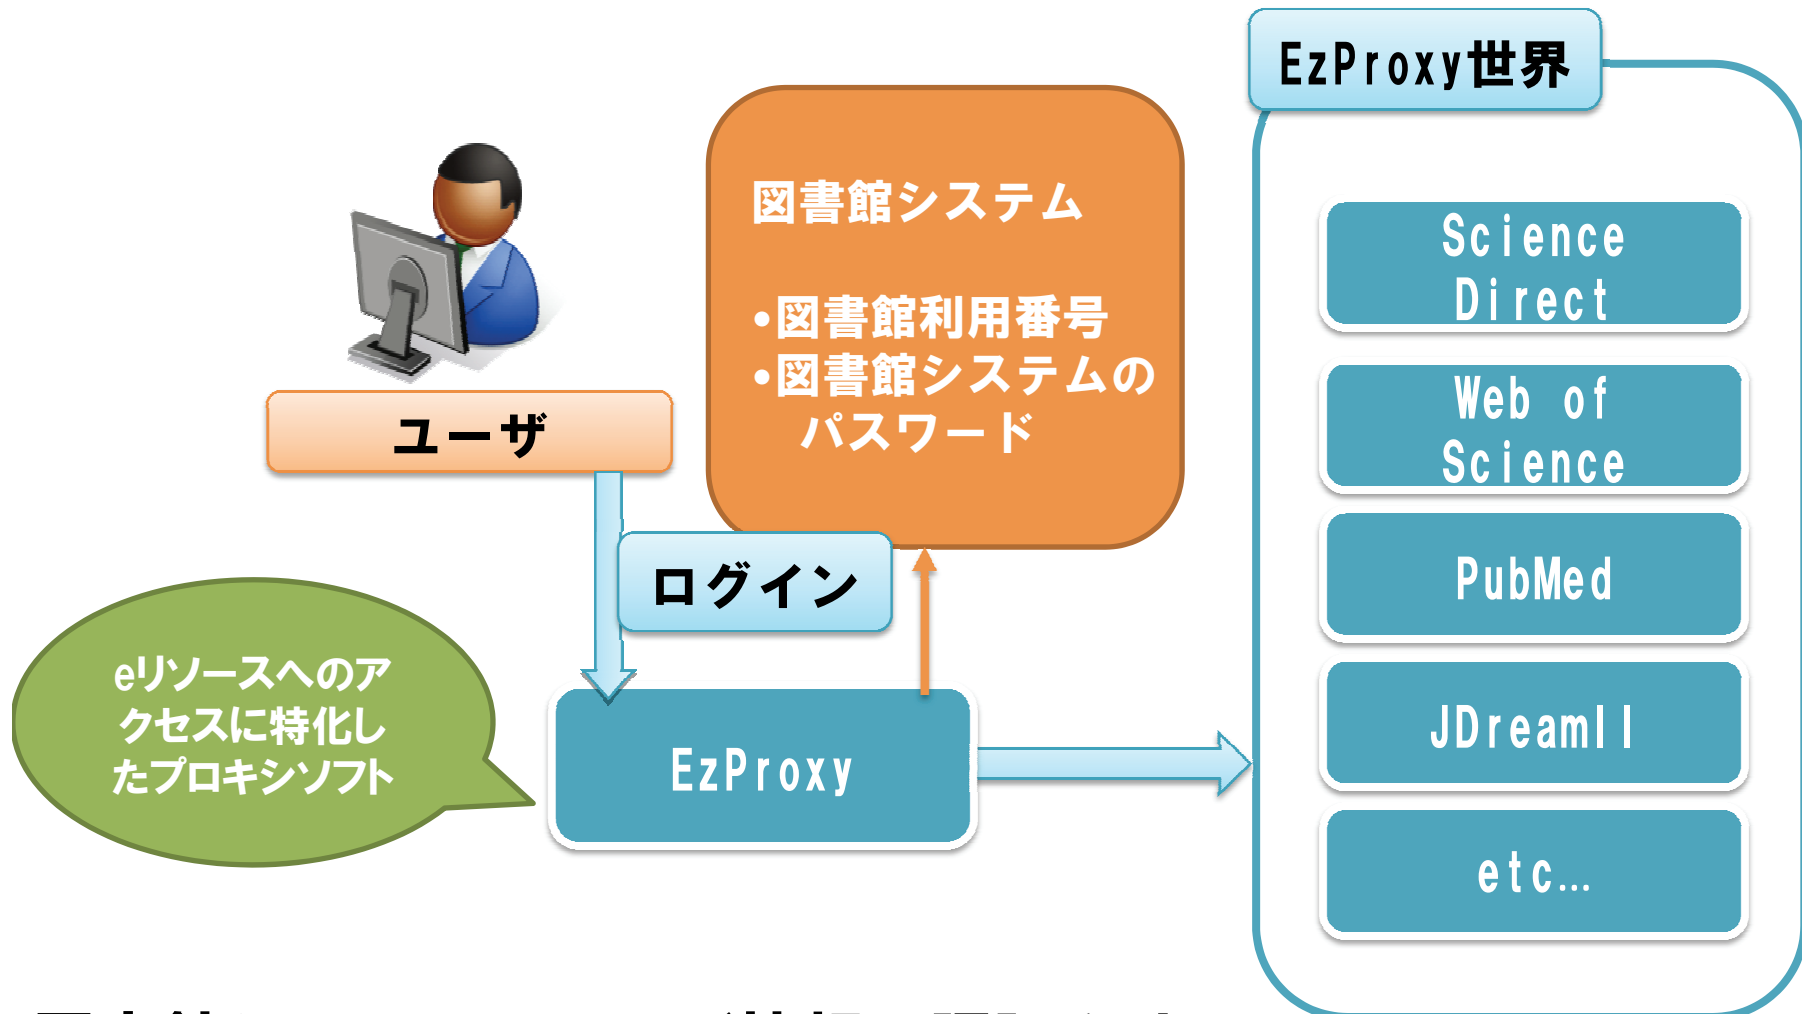 EzProxy世界
図書館システム
•図書館利用番号
•図書館システムの
パスワード
ユーザ
ログイン
eリソースへのア
クセスに特化し
たプロキシソフト
EzProxy
Science
Direct
Web of
Science
PubMed
JDreamII
etc…